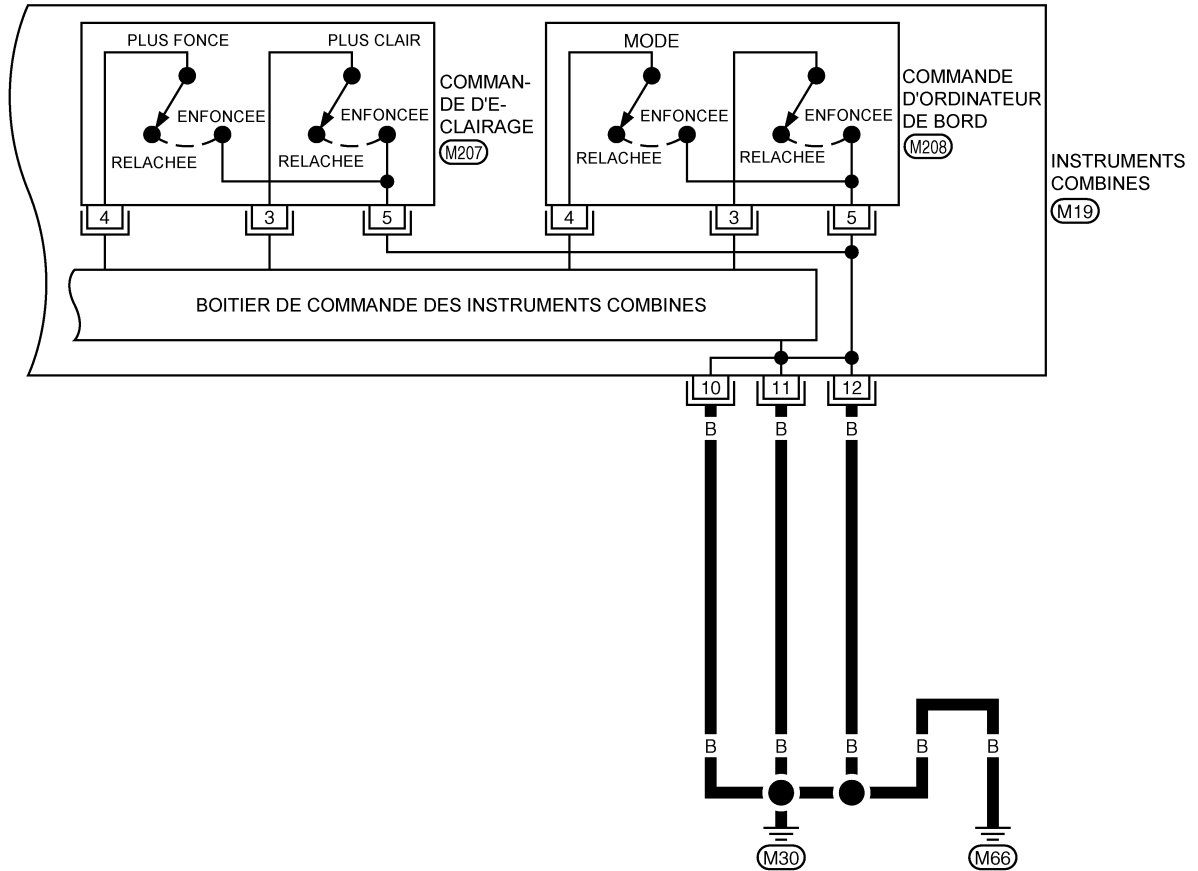 PLUS FONCE
PLUS CLAIR
ENFONCEE
ENFONCEE
RELACHEE
RELACHEE
COMMAN-
DE D'E-
CLAIRAGE
M207
MODE
ENFONCEE
ENFONCEE
RELACHEE
RELACHEE
COMMANDE
D'ORDINATEUR
DE BORD
M208
INSTRUMENTS
COMBINES
M19
4
3
5
4
3
5
BOITIER DE COMMANDE DES INSTRUMENTS COMBINES
10
11
12
B
B
B
B
B
B
B
B
M30
M66